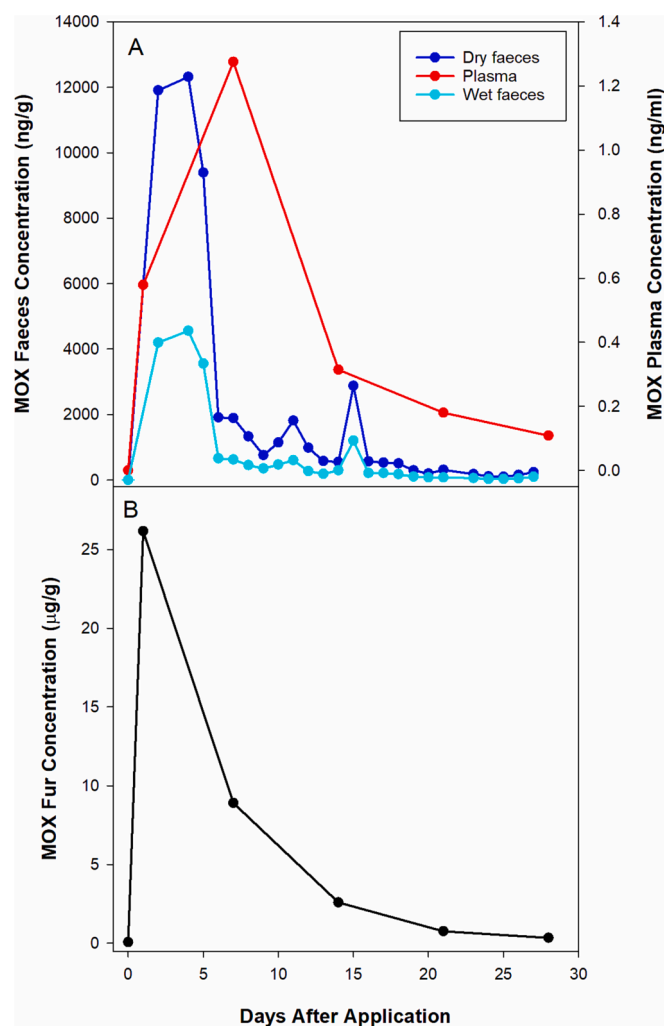 A
Dry faeces
Plasma
Wet faeces
MOX Faeces Concentration (ng/g)
14000
12000
10000
8000
6000
4000
2000
0
MOX Plasma Concentration (ng/ml)
1.4
1.2
1.0
0.8
0.6
0.4
0.2
0.0
B
MOX Fur Concentration (μg/g)
25
20
15
10
5
0
0 5 10 15 20 25 30
Days After Application